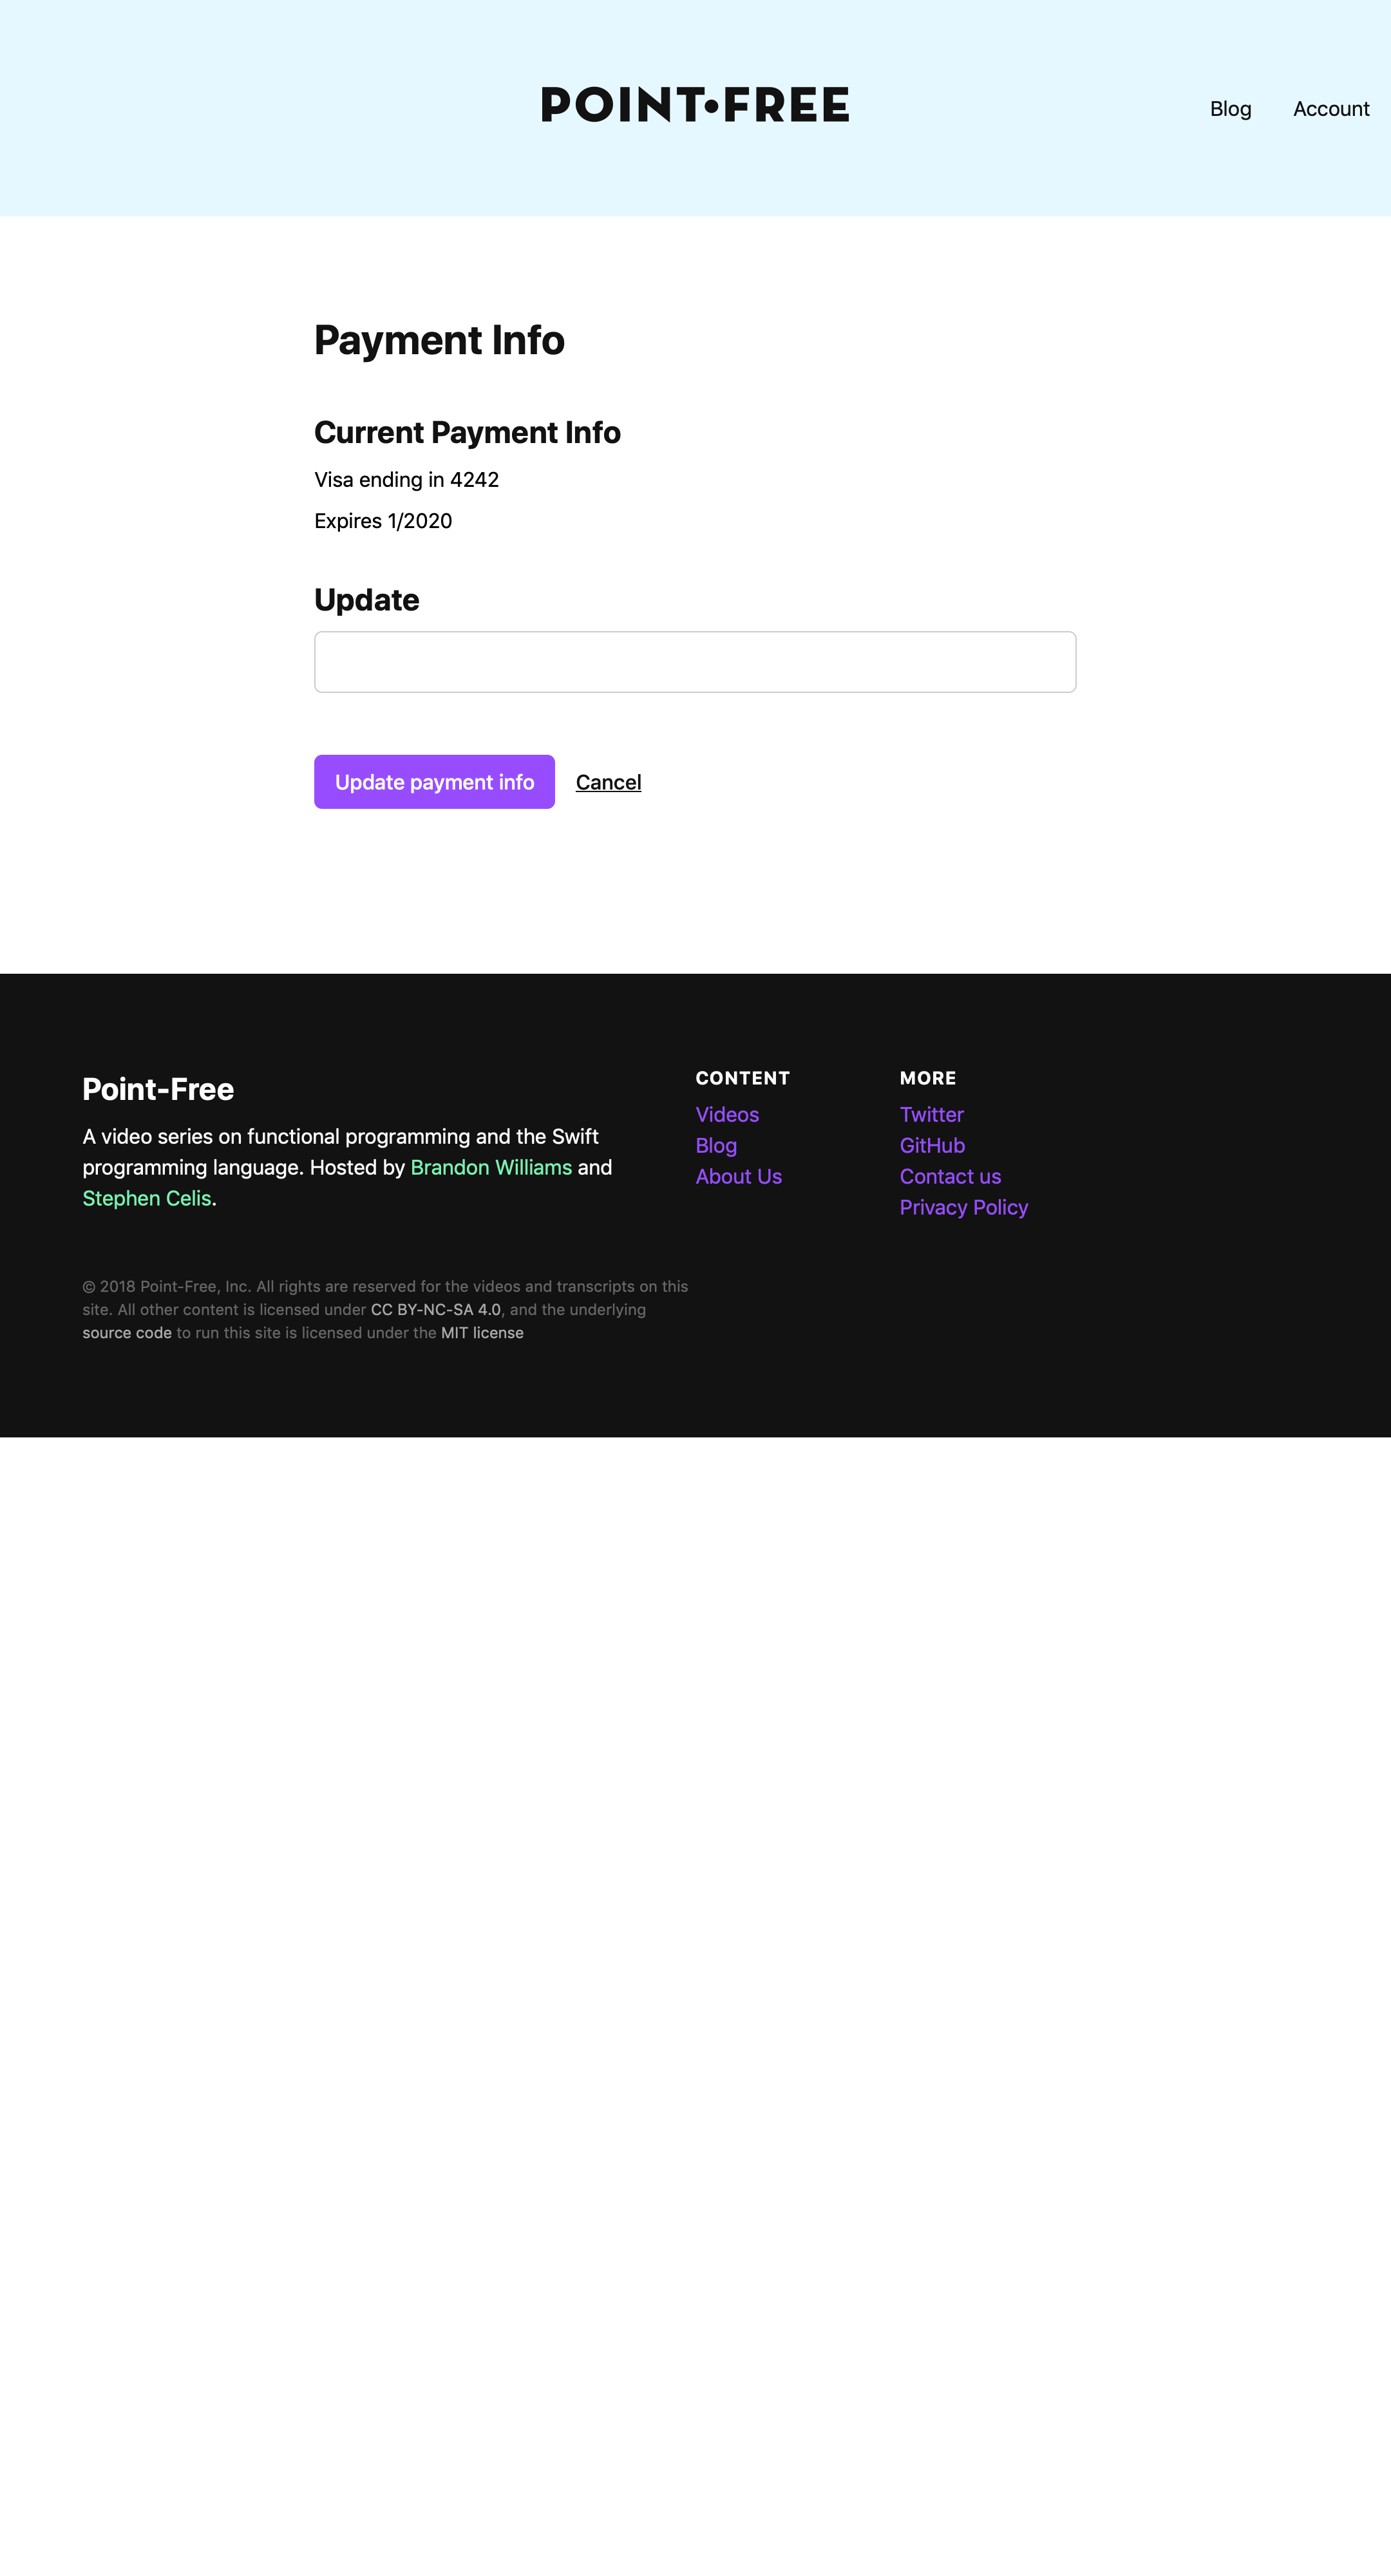 POINT•FREE
Blog
Account
Payment Info
Current Payment Info
Visa ending in 4242
Expires 1/2020
Update
Update payment info
Cancel
Point-Free
A video series on functional programming and the Swift
programming language. Hosted by Brandon Williams and
Stephen Celis.
CONTENT
Videos
Blog
About Us
MORE
Twitter
GitHub
Contact us
Privacy Policy
© 2018 Point-Free, Inc. All rights are reserved for the videos and transcripts on this
site. All other content is licensed under CC BY-NC-SA 4.0, and the underlying
source code to run this site is licensed under the MIT license